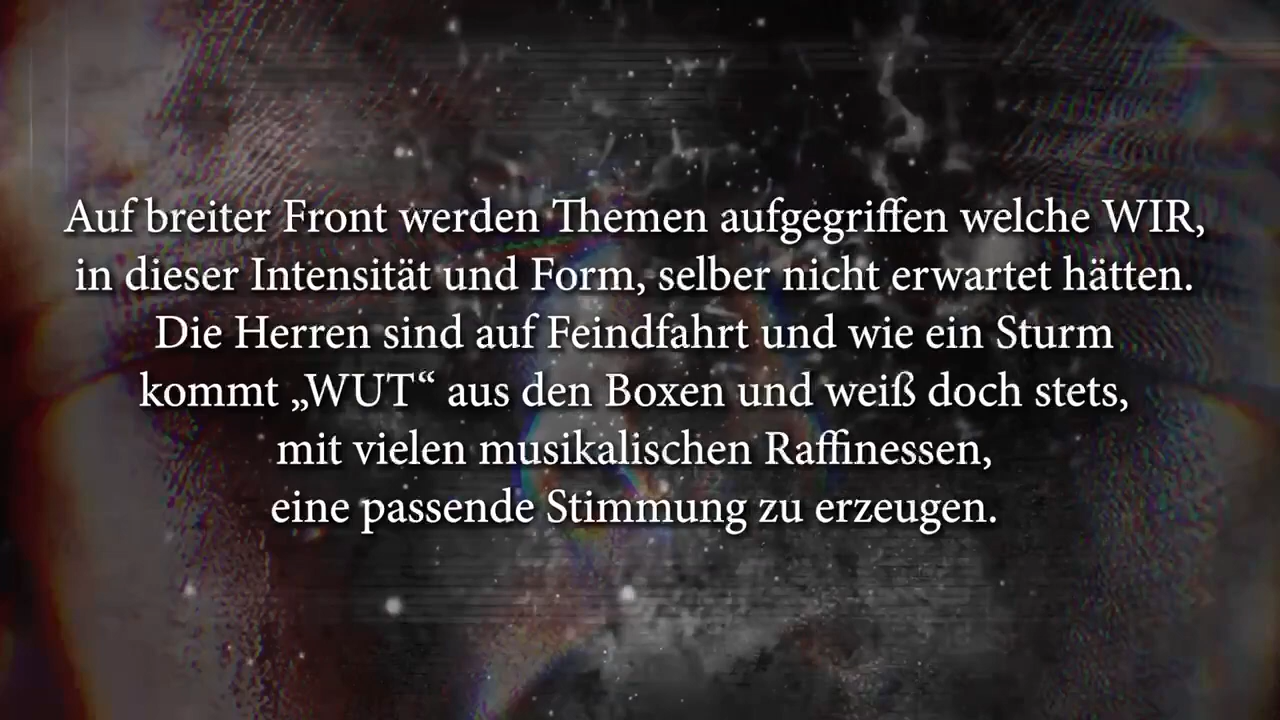 Auf breiter Front werden Themen aufgegriffen welche WIR,
in dieser Intensität und Form, selber nicht erwartet hätten.
Die Herren sind auf Feindfahrt und wie ein Sturm
kommt „WUT“ aus den Boxen und weiß doch stets,
mit vielen musikalischen Raffinessen,
eine passende Stimmung zu erzeugen.